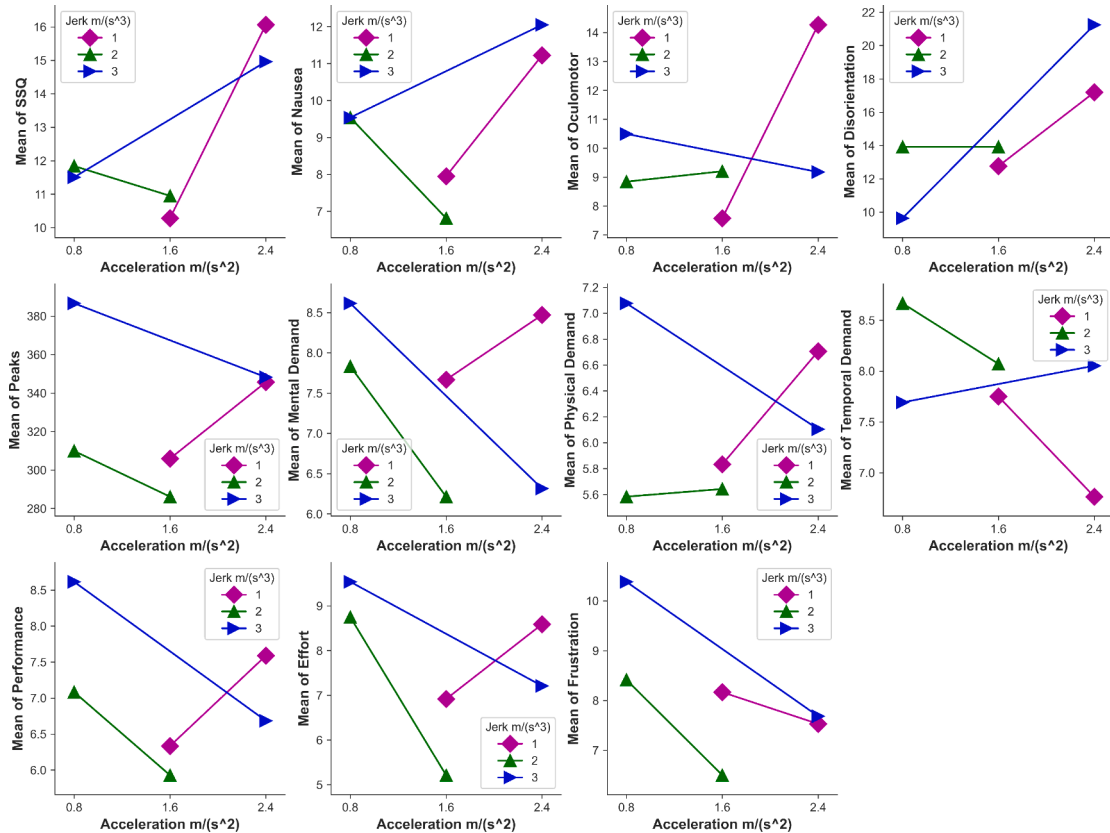 Mean of SSQ
16
15
14
13
12
11
10
Jerk m/(s^3)
1
2
3
0.8 1.6 2.4
Acceleration m/(s^2)
Mean of Nausea
12
11
10
9
8
7
Jerk m/(s^3)
1
2
3
0.8 1.6 2.4
Acceleration m/(s^2)
Mean of Oculomotor
14
13
12
11
10
9
8
7
Jerk m/(s^3)
1
2
3
0.8 1.6 2.4
Acceleration m/(s^2)
Mean of Disorientation
22
20
18
16
14
12
10
Jerk m/(s^3)
1
2
3
0.8 1.6 2.4
Acceleration m/(s^2)
Mean of Peaks
380
360
340
320
300
280
Jerk m/(s^3)
1
2
3
0.8 1.6 2.4
Acceleration m/(s^2)
Mean of Mental Demand
8.5
8.0
7.5
7.0
6.5
6.0
Jerk m/(s^3)
1
2
3
0.8 1.6 2.4
Acceleration m/(s^2)
Mean of Physical Demand
7.2
7.0
6.8
6.6
6.4
6.2
6.0
5.8
5.6
Jerk m/(s^3)
1
2
3
0.8 1.6 2.4
Acceleration m/(s^2)
Mean of Temporal Demand
8.5
8.0
7.5
7.0
Jerk m/(s^3)
1
2
3
0.8 1.6 2.4
Acceleration m/(s^2)
Mean of Performance
8.5
8.0
7.5
7.0
6.5
6.0
Jerk m/(s^3)
1
2
3
0.8 1.6 2.4
Acceleration m/(s^2)
Mean of Effort
9
8
7
6
5
Jerk m/(s^3)
1
2
3
0.8 1.6 2.4
Acceleration m/(s^2)
Mean of Frustration
10
9
8
7
Jerk m/(s^3)
1
2
3
0.8 1.6 2.4
Acceleration m/(s^2)